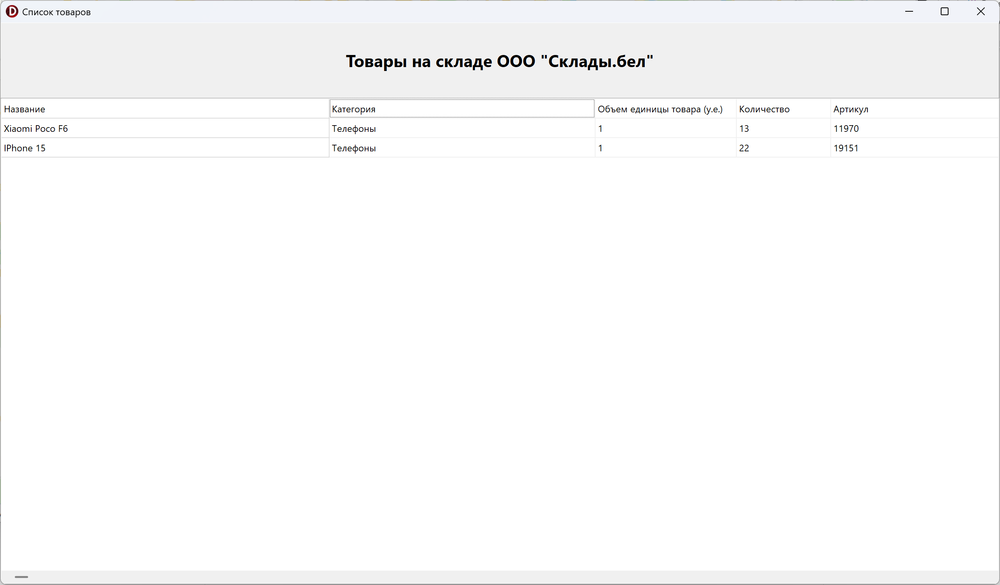 Список товаров
Товары на складе ООО "Склады.бел"
Название Категория Объем единицы товара (у.е.) Количество Артикул
Xiaomi Poco F6 Телефоны 1 13 11970
IPhone 15 Телефоны 1 22 19151